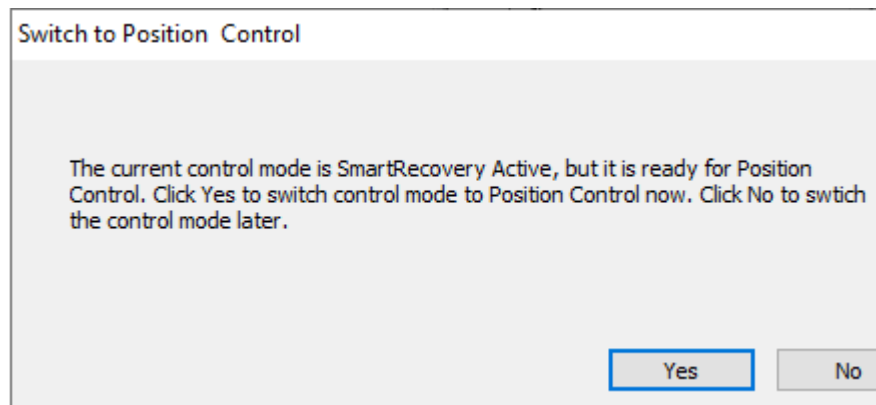 Switch to Position  Control
The current control mode is SmartRecovery Active, but it is ready for Position
Control. Click Yes to switch control mode to Position Control now. Click No to swtich
the control mode later.
Yes
No